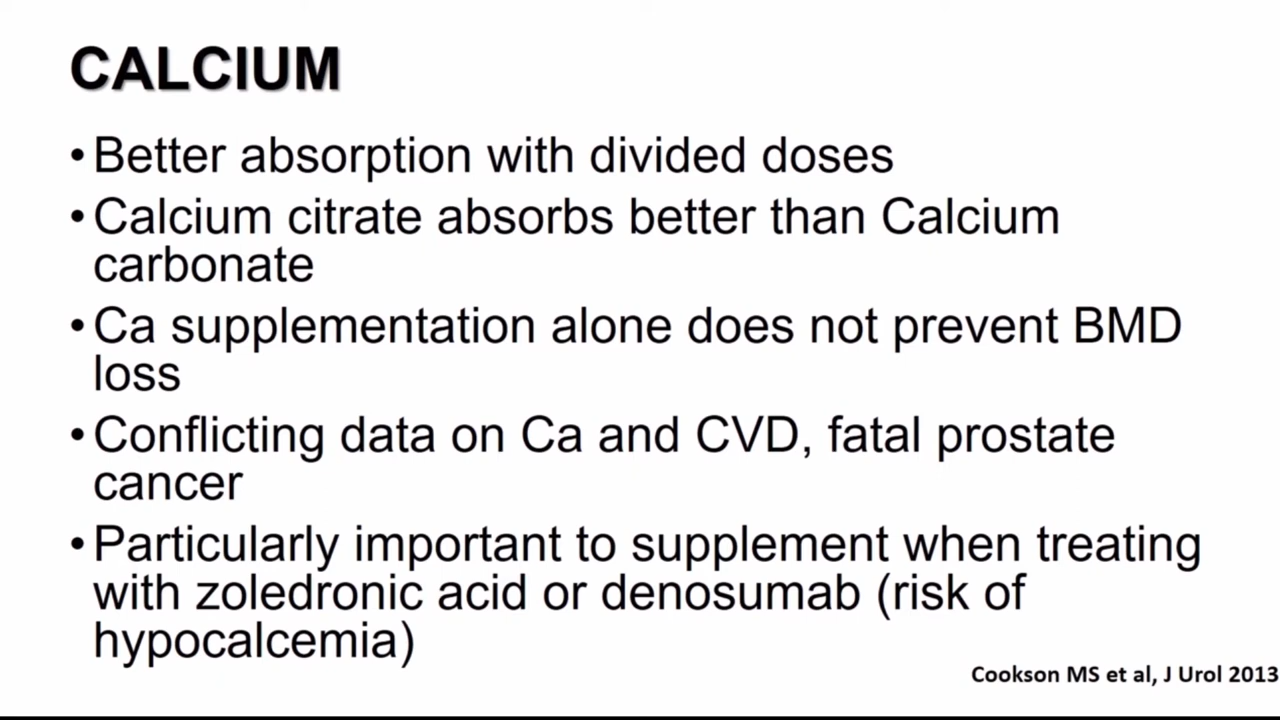 CALCIUM
•Better absorption with divided doses
•Calcium citrate absorbs better than Calcium
carbonate
•Ca supplementation alone does not prevent BMD
loss
•Conflicting data on Ca and CVD, fatal prostate
cancer
•Particularly important to supplement when treating
with zoledronic acid or denosumab (risk of
hypocalcemia)
Cookson MS et al, J Urol 2013